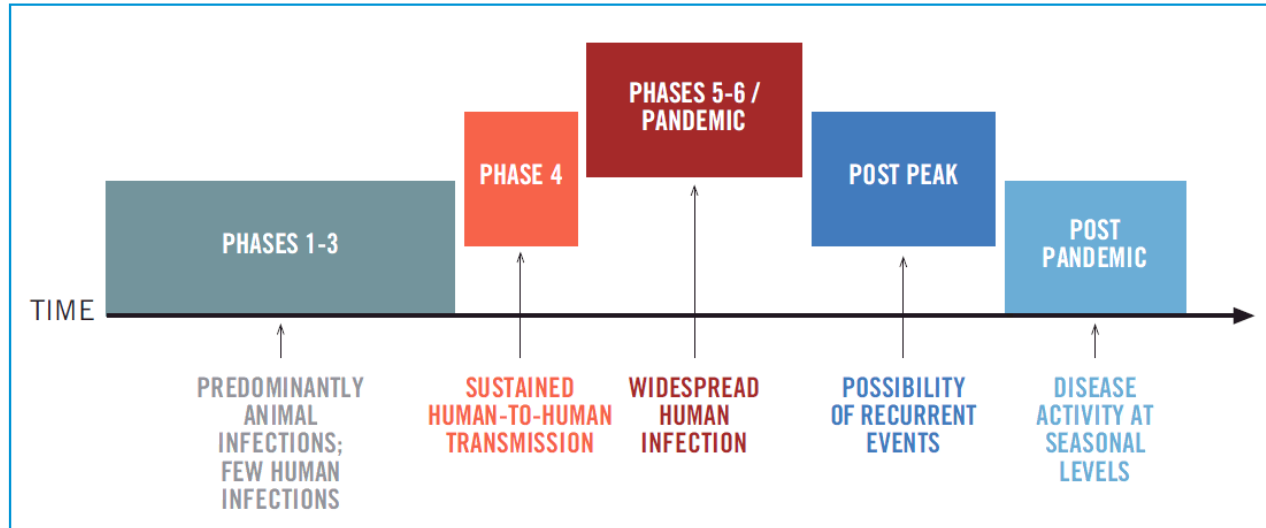 PHASES 5-6 /
PANDEMIC
PHASE 4
POST PEAK
PHASES 1-3
POST
PANDEMIC
TIME
PREDOMINANTLY
ANIMAL
INFECTIONS;
FEW HUMAN
INFECTIONS
SUSTAINED
HUMAN-TO-HUMAN
TRANSMISSION
WIDESPREAD
HUMAN
INFECTION
POSSIBILITY
OF RECURRENT
EVENTS
DISEASE
ACTIVITY AT
SEASONAL
LEVELS